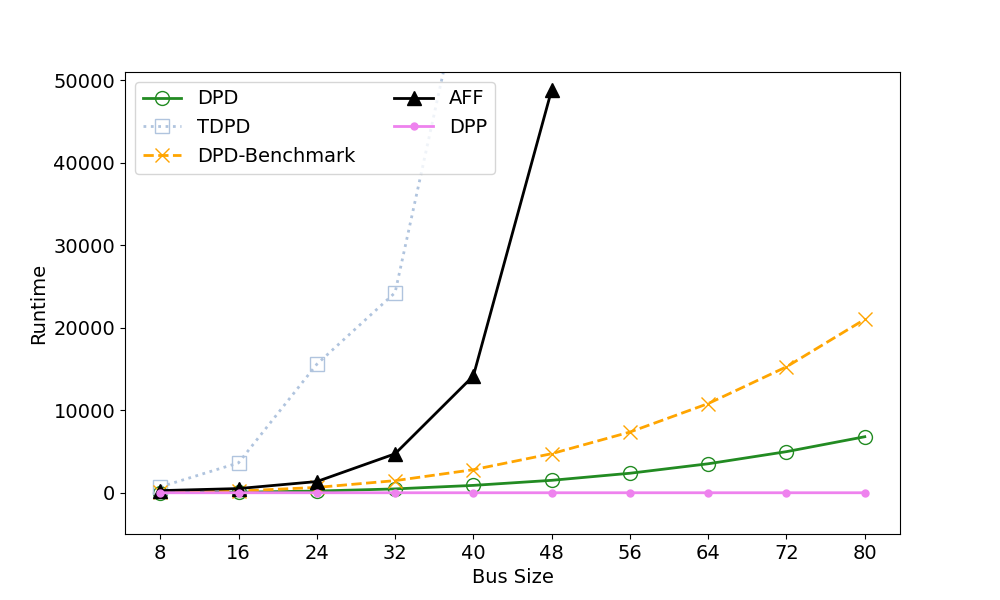 50000
40000
30000
20000
10000
0
Runtime
DPD
TDPD
DPD-Benchmark
AFF
DPP
8 16 24 32 40 48 56 64 72 80
Bus Size